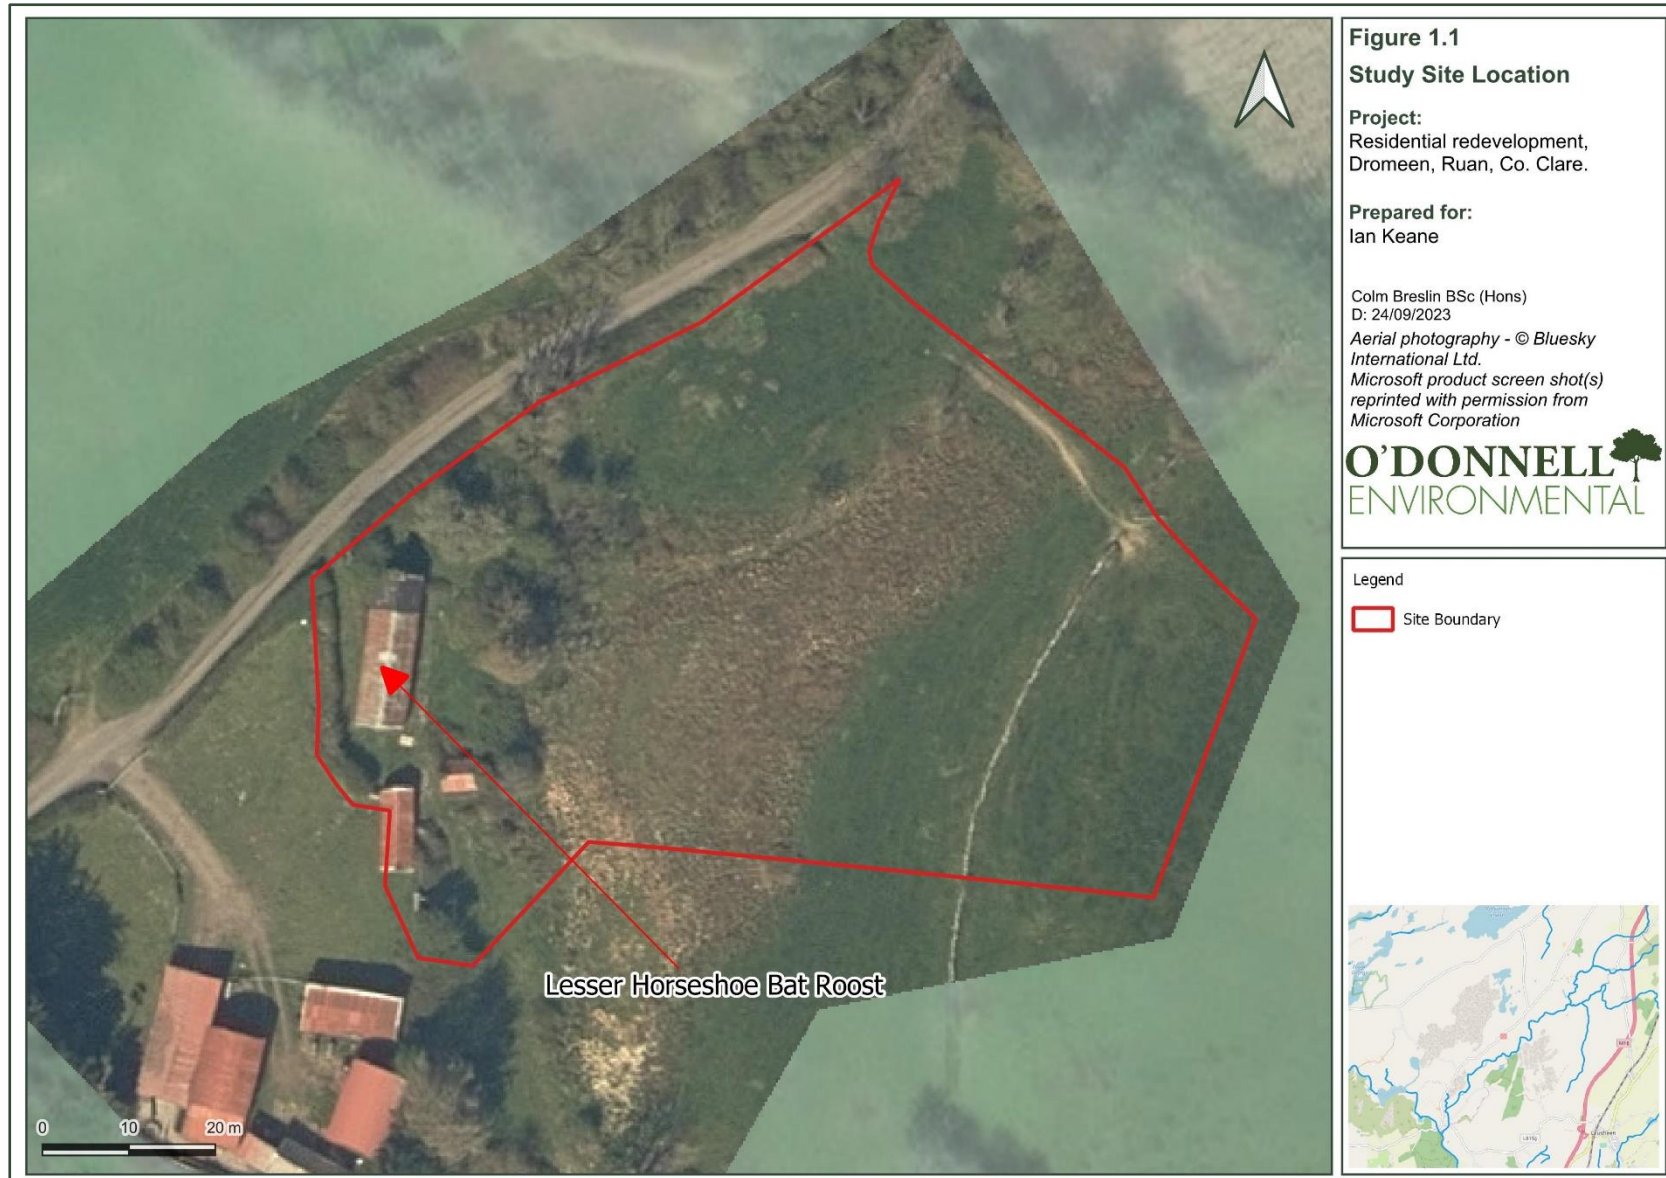 Figure 1.1
Study Site Location
Project:
Residential redevelopment,
Dromeen, Ruan, Co. Clare.
Prepared for:
Ian Keane
Colm Breslin BSc (Hons)
D: 24/09/2023
Aerial photography - © Bluesky
International Ltd.
Microsoft product screen shot(s)
reprinted with permission from
Microsoft Corporation
O'DONNELL
ENVIRONMENTAL
Legend
Site Boundary
Lesser Horseshoe Bat Roost
0 10 20 m